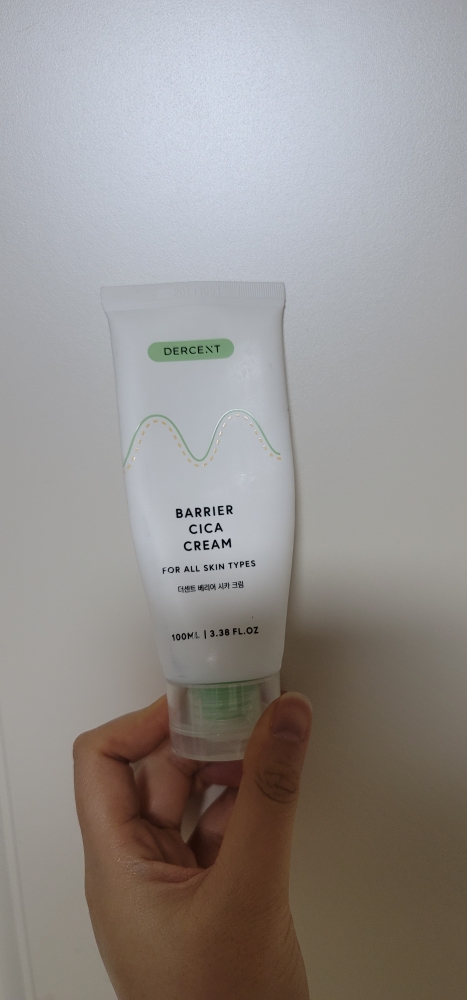 DERCENT
BARRIER
CICA
CREAM
FOR ALL SKIN TYPES
더센트 베리어 시카 크림
100ML | 3.38 FL.OZ